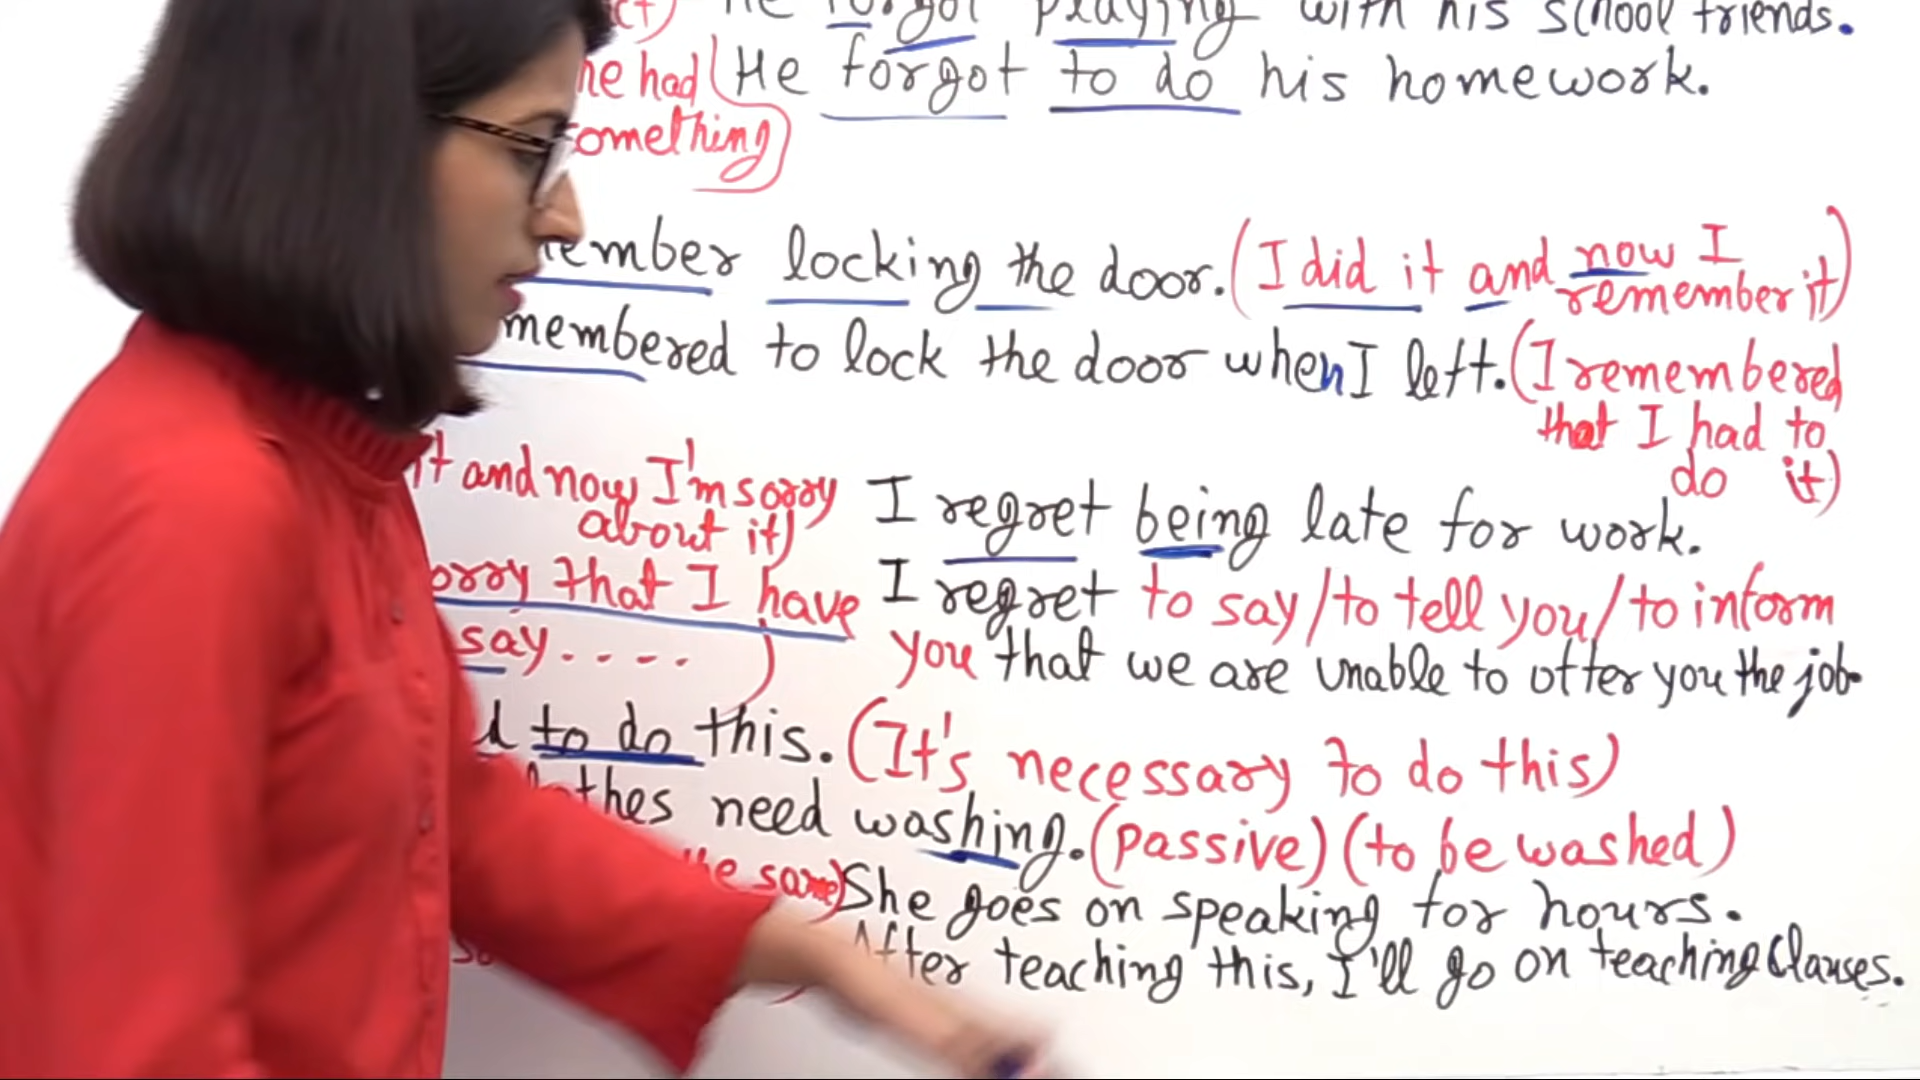 He forgot playing with his school friends.
he had He forgot to do his homework.
something)
locking the door. (I did it and now I
remember it)
to lock the door when I left. (I remembered
that I had to
do it)
it and now I'm sorry
about it)
I regret being late for work.
that I have I regret to say/to tell you/to inform
say.... ) you that we are unable to offer you the job.
to do this. (It's necessary to do this)
need washing. (passive) (to be washed)
the same) She goes on speaking for hours.
After teaching this, I'll go on teaching Clauses.